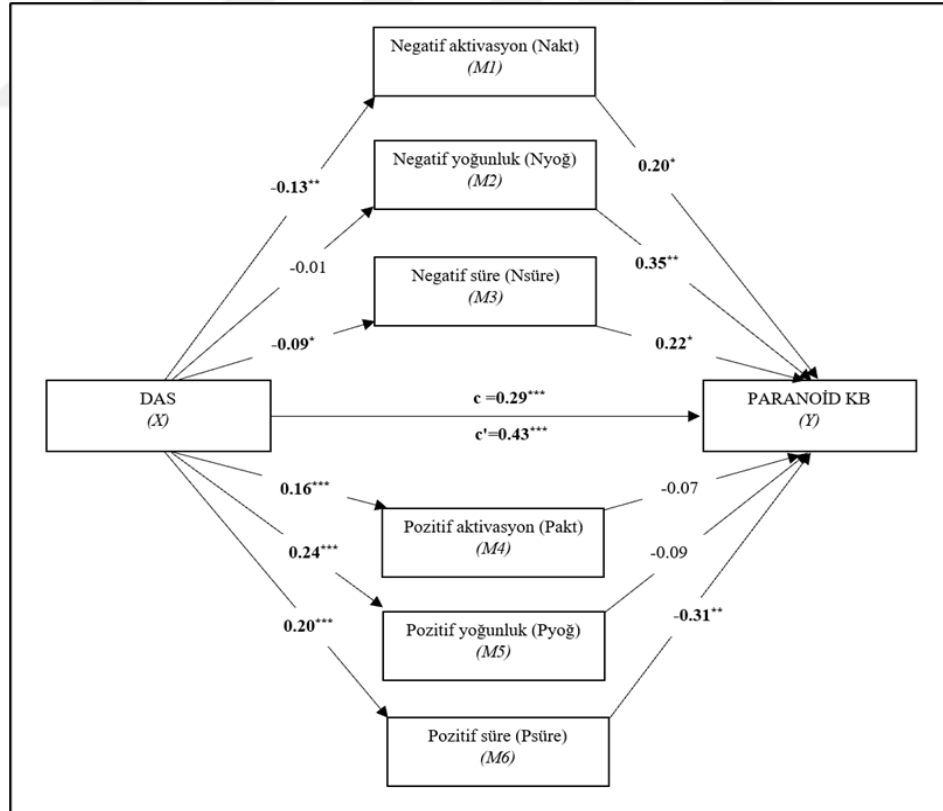 Negatif aktivasyon (Nakt)
(M1)
Negatif yoğunluk (Nyoğ)
(M2)
Negatif süre (Nsüre)
(M3)
-0.13**
-0.01
-0.09*
0.20*
0.35**
0.22*
DAS
(X)
c =0.29***
c'=0.43***
PARANOİD KB
(Y)
0.16***
0.24***
0.20***
-0.07
-0.09
-0.31**
Pozitif aktivasyon (Pakt)
(M4)
Pozitif yoğunluk (Pyoğ)
(M5)
Pozitif süre (Psüre)
(M6)